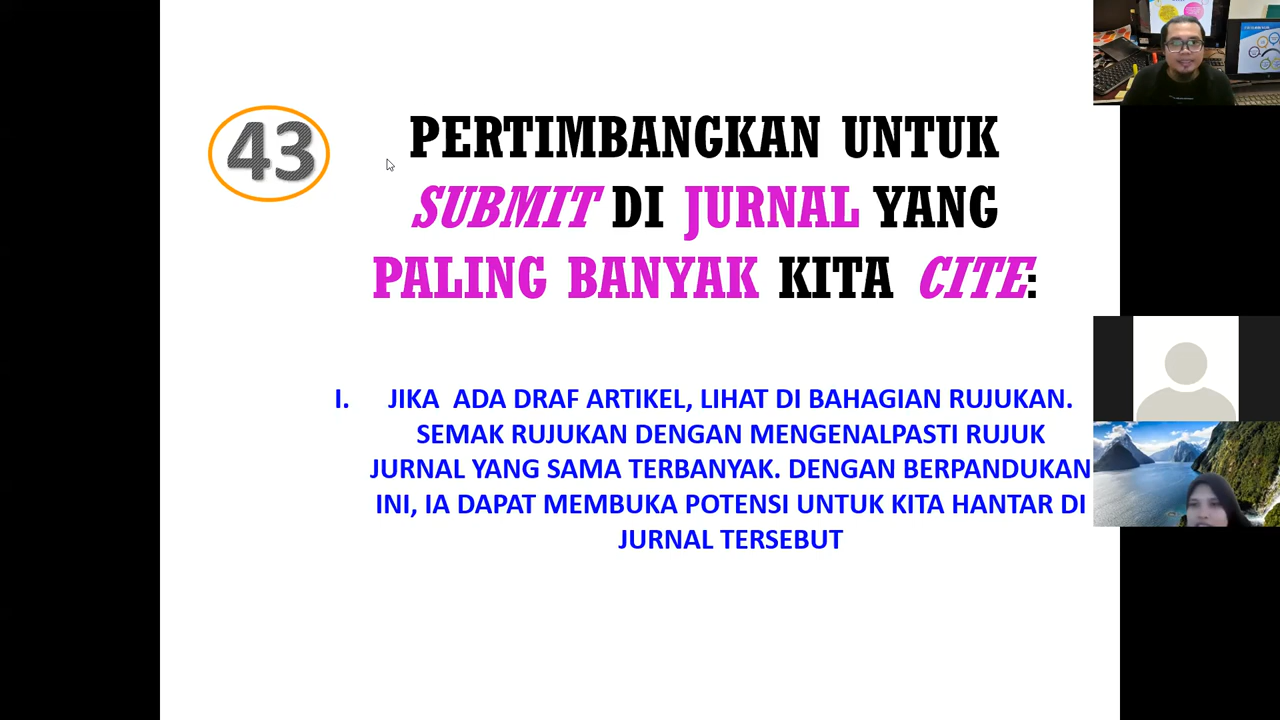 43
PERTIMBANGKAN UNTUK
SUBMIT DI JURNAL YANG
PALING BANYAK KITA CITE:
I. JIKA ADA DRAF ARTIKEL, LIHAT DI BAHAGIAN RUJUKAN.
SEMAK RUJUKAN DENGAN MENGENALPASTI RUJUK
JURNAL YANG SAMA TERBANYAK. DENGAN BERPANDUKAN
INI, IA DAPAT MEMBUKA POTENSI UNTUK KITA HANTAR DI
JURNAL TERSEBUT